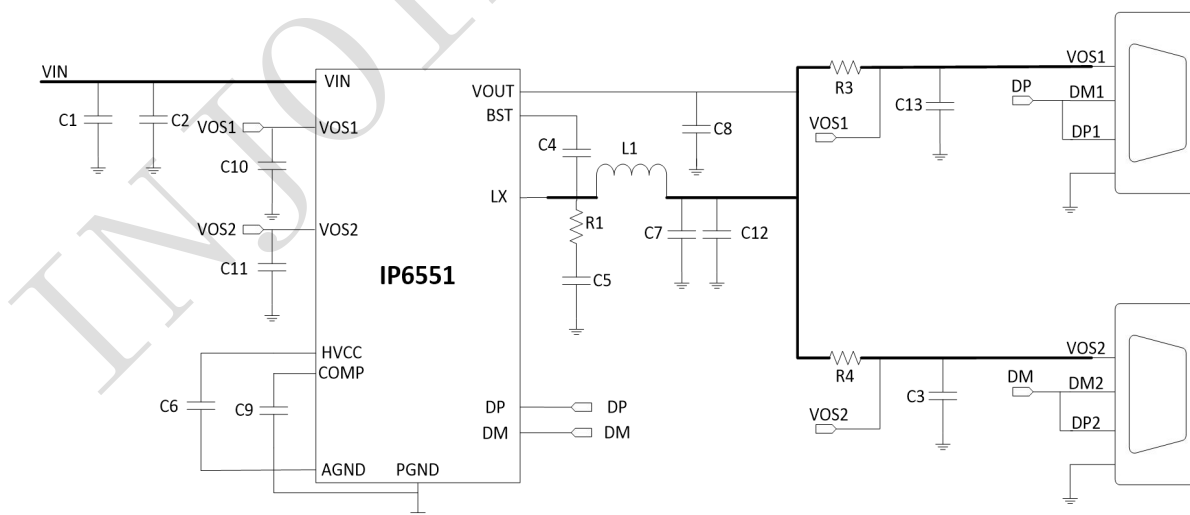 INJOI
VIN
C1
C2
VOS1
C10
VOS2
C11
C6
C9
VIN
VOS1
VOS2
HVCC
COMP
AGND
PGND
IP6551
VOUT
BST
LX
DP
DM
DP
DM
C4
L1
R1
C5
C8
C7
C12
R3
VOS1
C13
R4
VOS2
C3
VOS1
DP
DM1
DP1
VOS2
DM
DM2
DP2